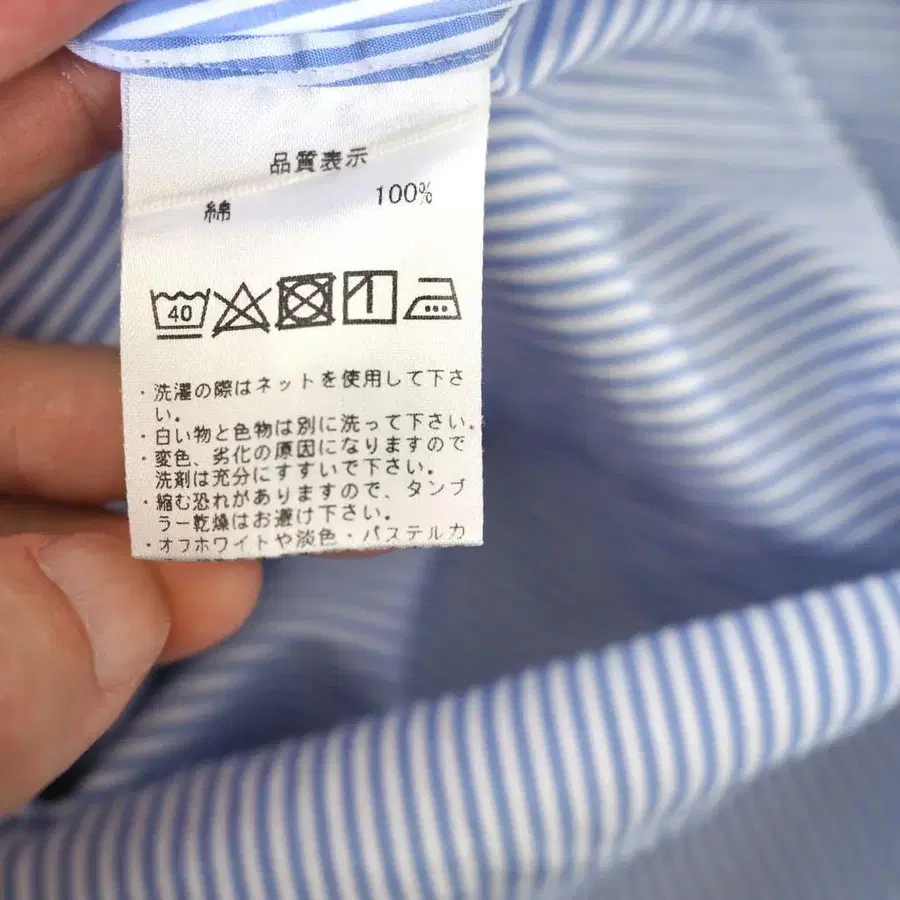 品質表示
綿 100%
40
・洗濯の際はネットを使用して下さ
い。
・白い物と色物は別に洗って下さい。
・変色、劣化の原因になりますので
洗剤は充分にすすいで下さい。
・縮む恐れがありますので、タンブ
ラー乾燥はお避け下さい。
・オフホワイトや淡色・パステルカ